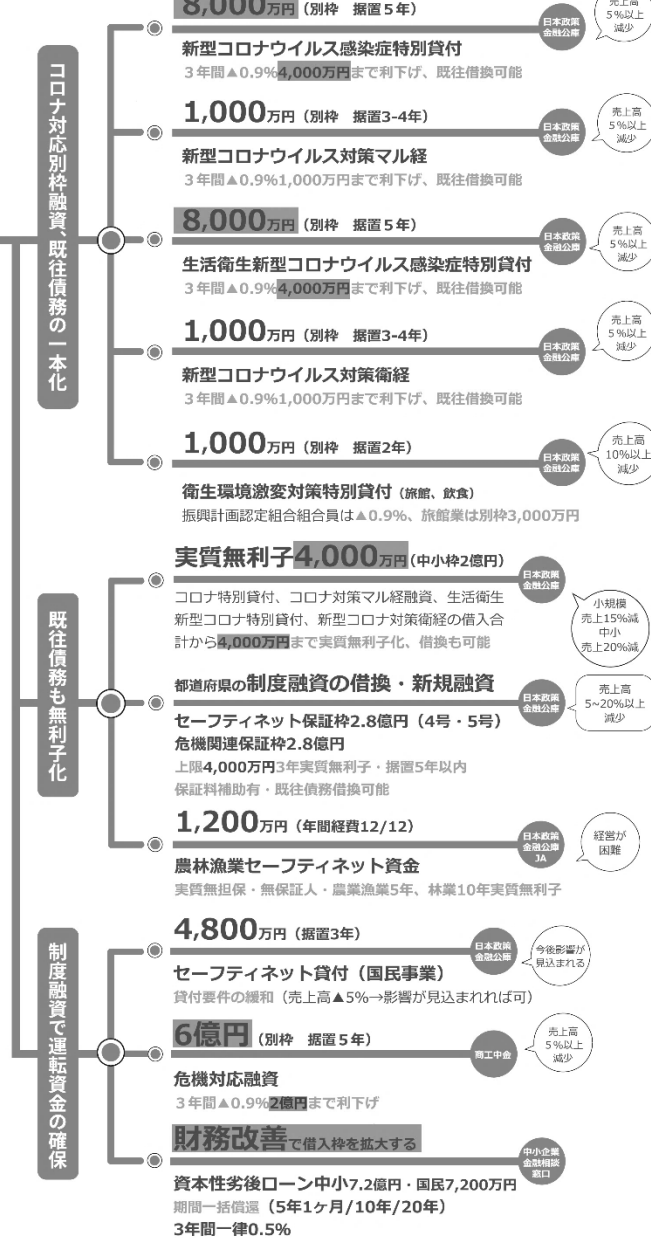 コロナ対応別枠融資、既往債務の一本化
8,000万円（別枠　据置５年）
日本政策
金融公庫
売上高
5％以上
減少
新型コロナウイルス感染症特別貸付
３年間▲0.9％4,000万円まで利下げ、既往借換可能
1,000万円（別枠　据置3-4年）
日本政策
金融公庫
売上高
5％以上
減少
新型コロナウイルス対策マル経
３年間▲0.9％1,000万円まで利下げ、既往借換可能
8,000万円（別枠　据置５年）
日本政策
金融公庫
売上高
5％以上
減少
生活衛生新型コロナウイルス感染症特別貸付
３年間▲0.9％4,000万円まで利下げ、既往借換可能
1,000万円（別枠　据置3-4年）
日本政策
金融公庫
売上高
5％以上
減少
新型コロナウイルス対策衛経
３年間▲0.9％1,000万円まで利下げ、既往借換可能
1,000万円（別枠　据置2年）
日本政策
金融公庫
売上高
10％以上
減少
衛生環境激変対策特別貸付（旅館、飲食）
振興計画認定組合組合員は▲0.9％、旅館業は別枠3,000万円
既往債務も無利子化
実質無利子4,000万円(中小枠2億円）
日本政策
金融公庫
小規模
売上15％減
中小
売上20％減
コロナ特別貸付、コロナ対策マル経融資、生活衛生
新型コロナ特別貸付、新型コロナ対策衛経の借入合
計から4,000万円まで実質無利子化、借換も可能
都道府県の制度融資の借換・新規融資
日本政策
金融公庫
売上高
5~20％以上
減少
セーフティネット保証枠2.8億円（4号・5号）
危機関連保証枠2.8億円
上限4,000万円3年実質無利子・据置5年以内
保証料補助有・既往債務借換可能
1,200万円（年間経費12/12）
日本政策
金融公庫
JA
経営が
困難
農林漁業セーフティネット資金
実質無担保・無保証人・農業漁業5年、林業10年実質無利子
制度融資で運転資金の確保
4,800万円（据置3年）
日本政策
金融公庫
今後影響が
見込まれる
セーフティネット貸付（国民事業）
貸付要件の緩和（売上高▲5％→影響が見込まれれば可）
6億円（別枠　据置５年）
商工中金
売上高
5％以上
減少
危機対応融資
３年間▲0.9％2億円まで利下げ
財務改善で借入枠を拡大する
中小企業
金融相談
窓口
資本性劣後ローン中小7.2億円・国民7,200万円
期間一括償還（5年1ヶ月/10年/20年）
3年間一律0.5％